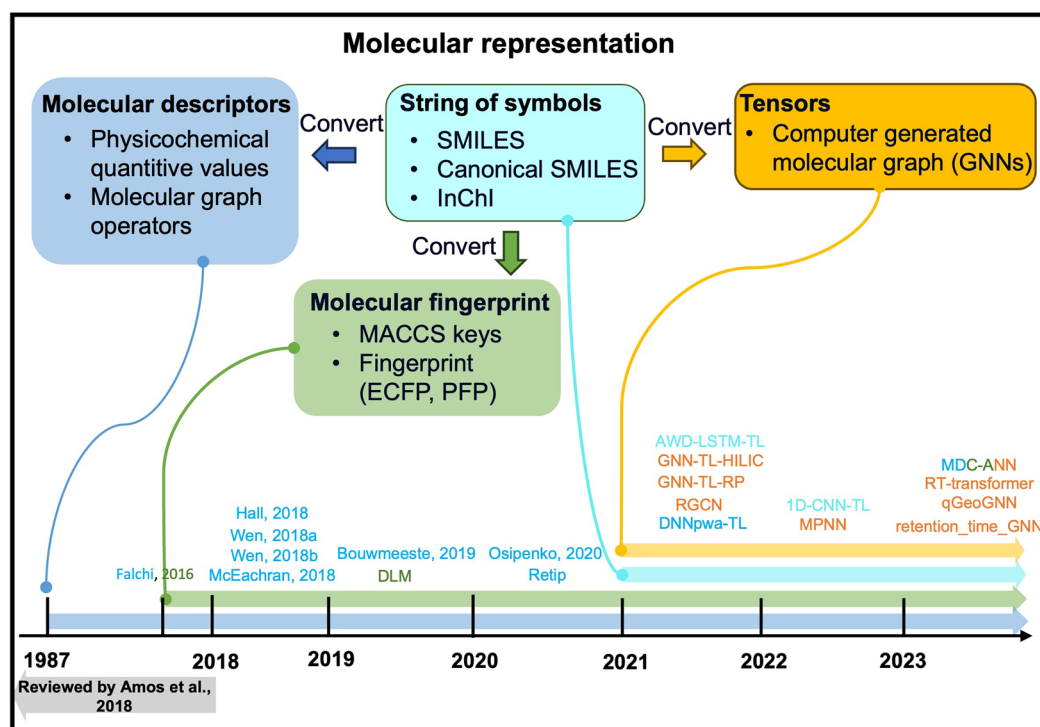 Molecular representation
Molecular descriptors
• Physicochemical
quantitive values
• Molecular graph
operators
Convert
String of symbols
• SMILES
• Canonical SMILES
• InChI
Convert
Tensors
• Computer generated
molecular graph (GNNs)
Convert
Molecular fingerprint
• MACCS keys
• Fingerprint
(ECFP, PFP)
Falchi, 2016
Hall, 2018
Wen, 2018a
Wen, 2018b
McEachran, 2018
Bouwmeeste, 2019
DLM
Osipenko, 2020
Retip
AWD-LSTM-TL
GNN-TL-HILIC
GNN-TL-RP
RGCN
DNNpwa-TL
1D-CNN-TL
MPNN
MDC-ANN
RT-transformer
qGeoGNN
retention_time_GNN
1987
2018
2019
2020
2021
2022
2023
Reviewed by Amos et al.,
2018